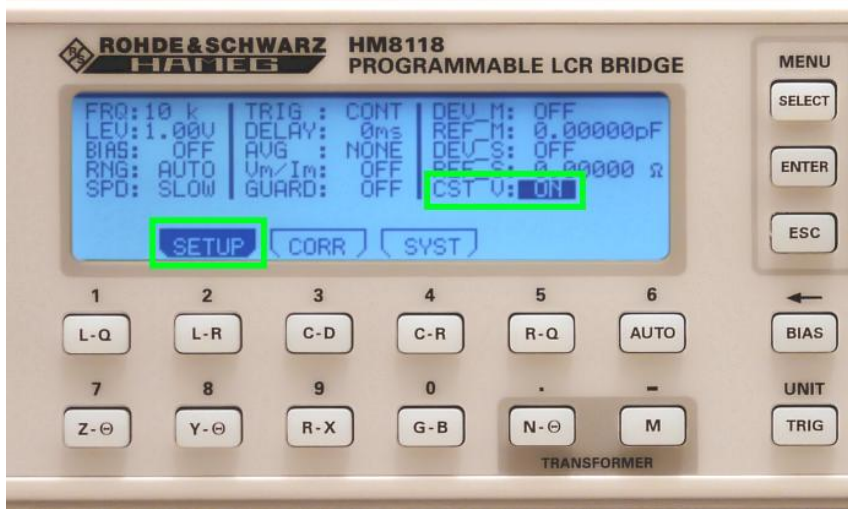 ROHDE&SCHWARZ HM8118
HAMEG PROGRAMMABLE LCR BRIDGE
MENU
FRQ:10 k TRIG : CONT DEV_M: OFF
LEV:1.00V DELAY: 0ms REF_M: 0.00000pF
BIAS: OFF AVG : NONE DEV_S: OFF
RNG: AUTO Vm/Im: OFF REF_S: 0.00000 Ω
SPD: SLOW GUARD: OFF CST V: ON
SETUP CORR SYST
SELECT
ENTER
ESC
1 2 3 4 5 6 ←
L-Q L-R C-D C-R R-Q AUTO BIAS
7 8 9 0 . - UNIT
Z-Θ Y-Θ R-X G-B N-Θ M TRIG
TRANSFORMER